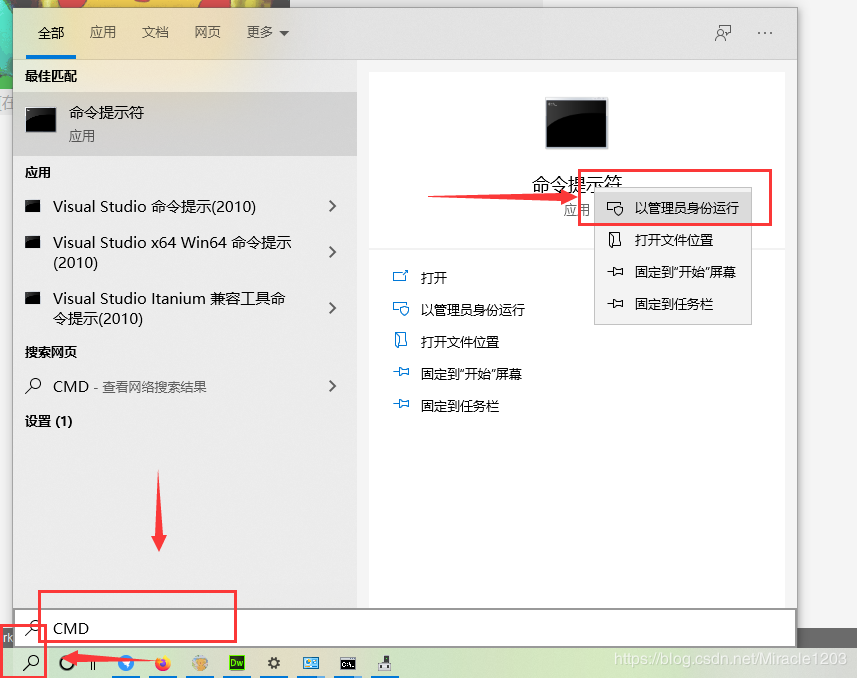 全部 应用 文档 网页 更多
最佳匹配
命令提示符
应用
应用
Visual Studio 命令提示(2010)
Visual Studio x64 Win64 命令提示
(2010)
Visual Studio Itanium 兼容工具命
令提示(2010)
搜索网页
CMD - 查看网络搜索结果
设置 (1)
命令提示符
应用
以管理员身份运行
打开文件位置
固定到"开始"屏幕
固定到任务栏
打开
以管理员身份运行
打开文件位置
固定到"开始"屏幕
固定到任务栏
CMD
rk
Dw
https://blog.csdn.net/Miracle1203